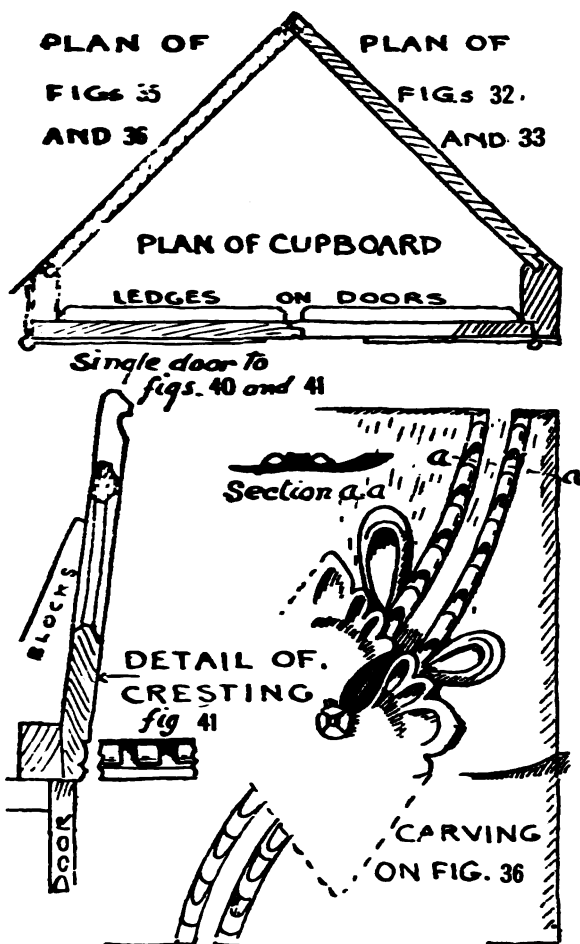 PLAN OF
FIGS 35
AND 36
PLAN OF
FIGS 32.
AND 33
PLAN OF CUPBOARD
LEDGES ON DOORS
Single door to
figs. 40 and 41
a
a
Section a.a
BLOCKS
DETAIL OF.
CRESTING
fig 41
DOOR
CARVING
ON FIG. 36